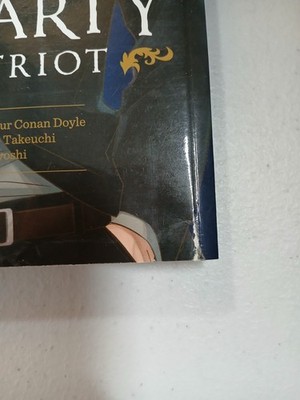 ARTY
TRIOT
ur Conan Doyle
Takeuchi
yoshi